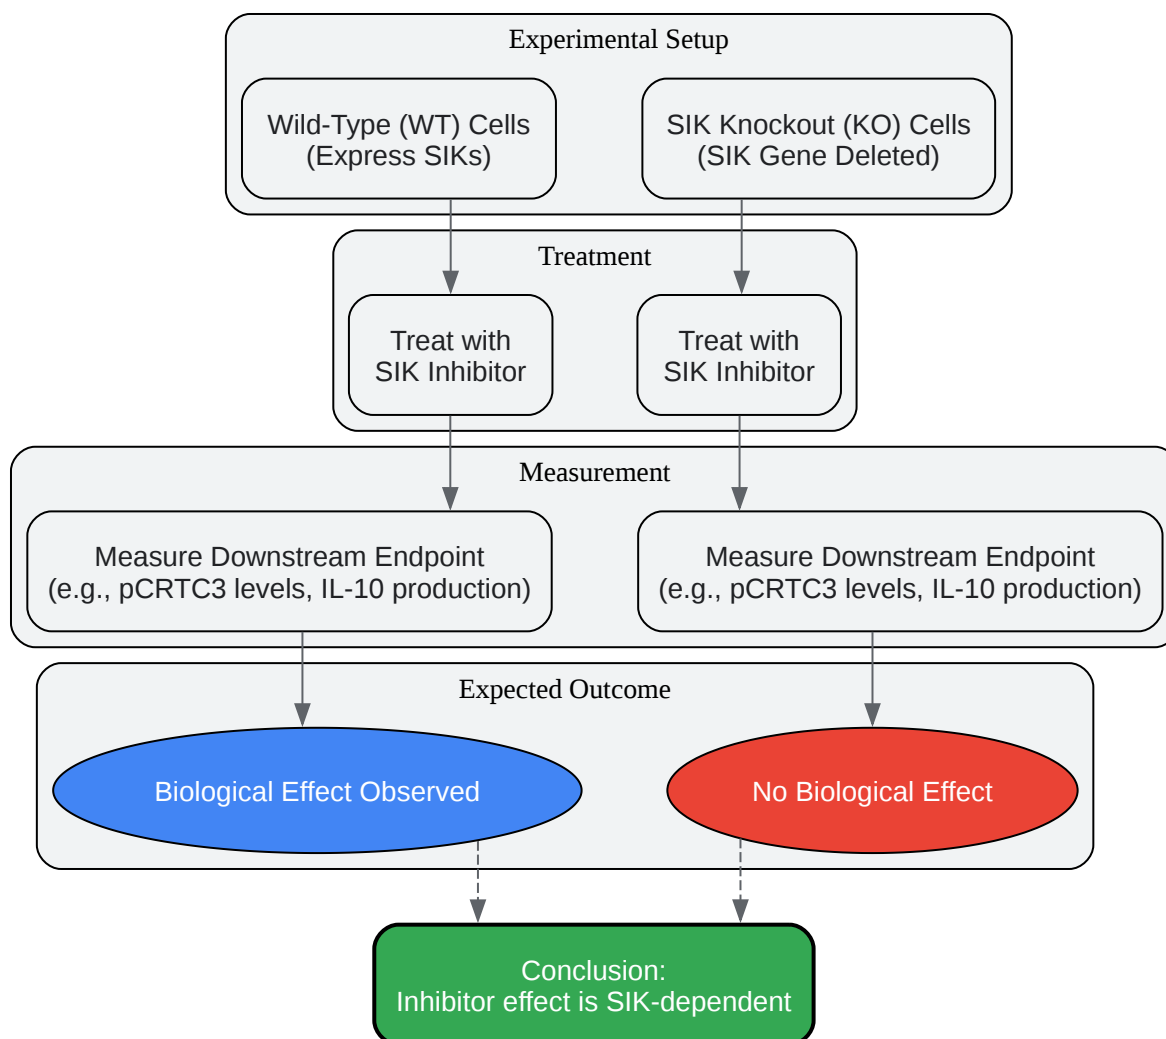 Experimental Setup
Wild-Type (WT) Cells
(Express SIKs)
SIK Knockout (KO) Cells
(SIK Gene Deleted)
Treatment
Treat with
SIK Inhibitor
Treat with
SIK Inhibitor
Measurement
Measure Downstream Endpoint
(e.g., pCRTC3 levels, IL-10 production)
Measure Downstream Endpoint
(e.g., pCRTC3 levels, IL-10 production)
Expected Outcome
Biological Effect Observed
No Biological Effect
Conclusion:
Inhibitor effect is SIK-dependent